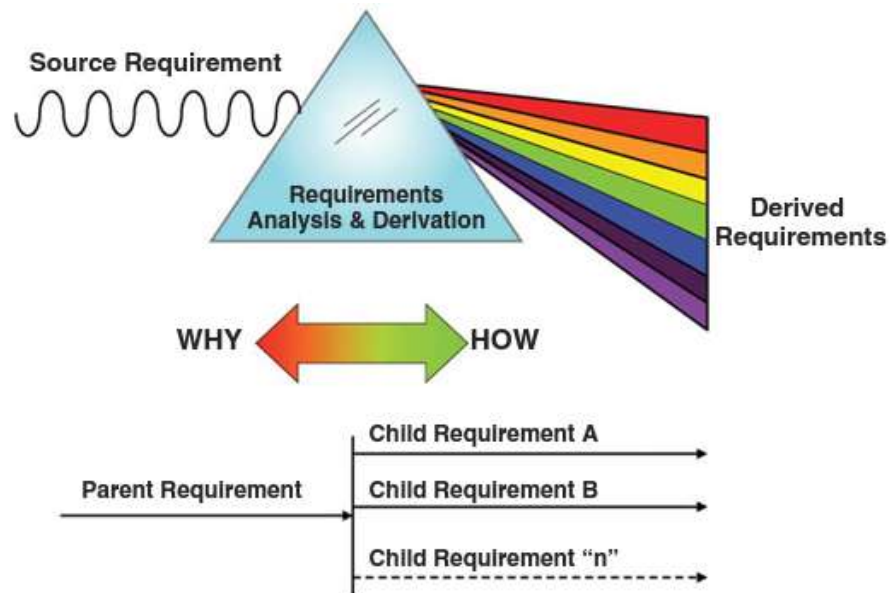 Source Requirement
Requirements
Analysis & Derivation
Derived
Requirements
WHY
HOW
Child Requirement A
Parent Requirement
Child Requirement B
Child Requirement “n”